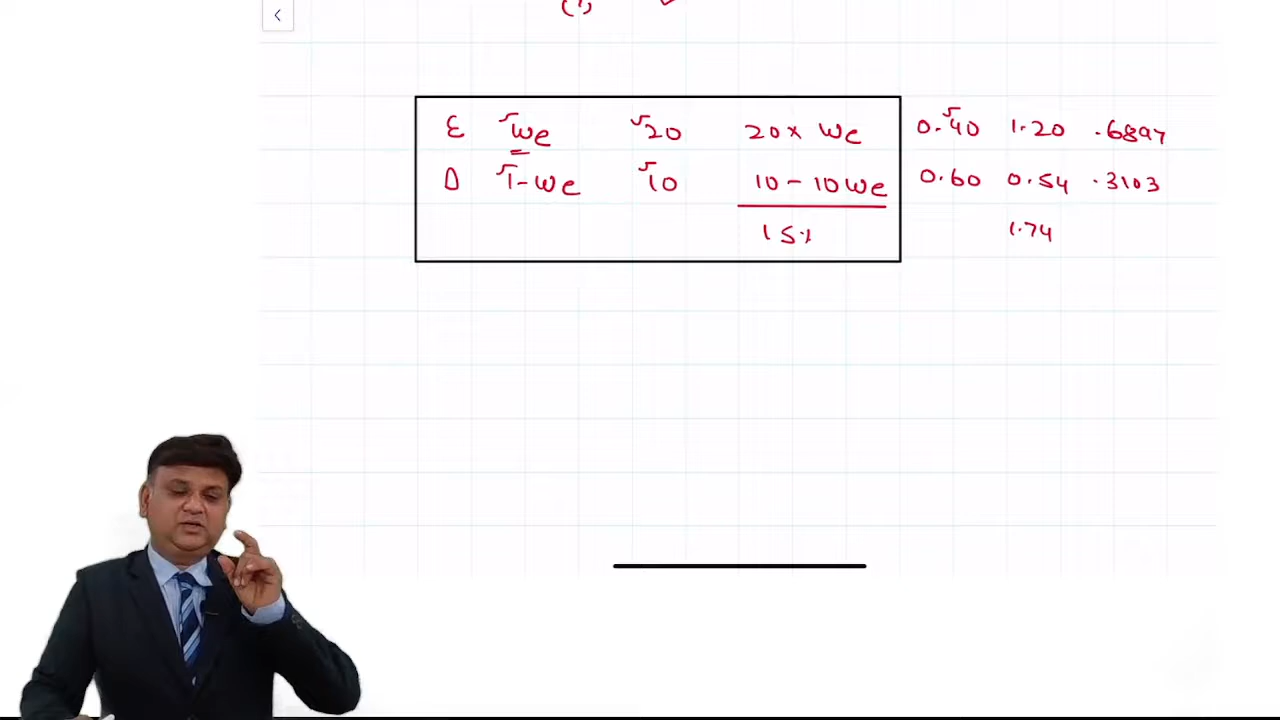 (1)
E we 20 20 x we 0.40 1.20 .6897
D 1-we 10 10 - 10we 0.60 0.54 .3103
15% 1.74